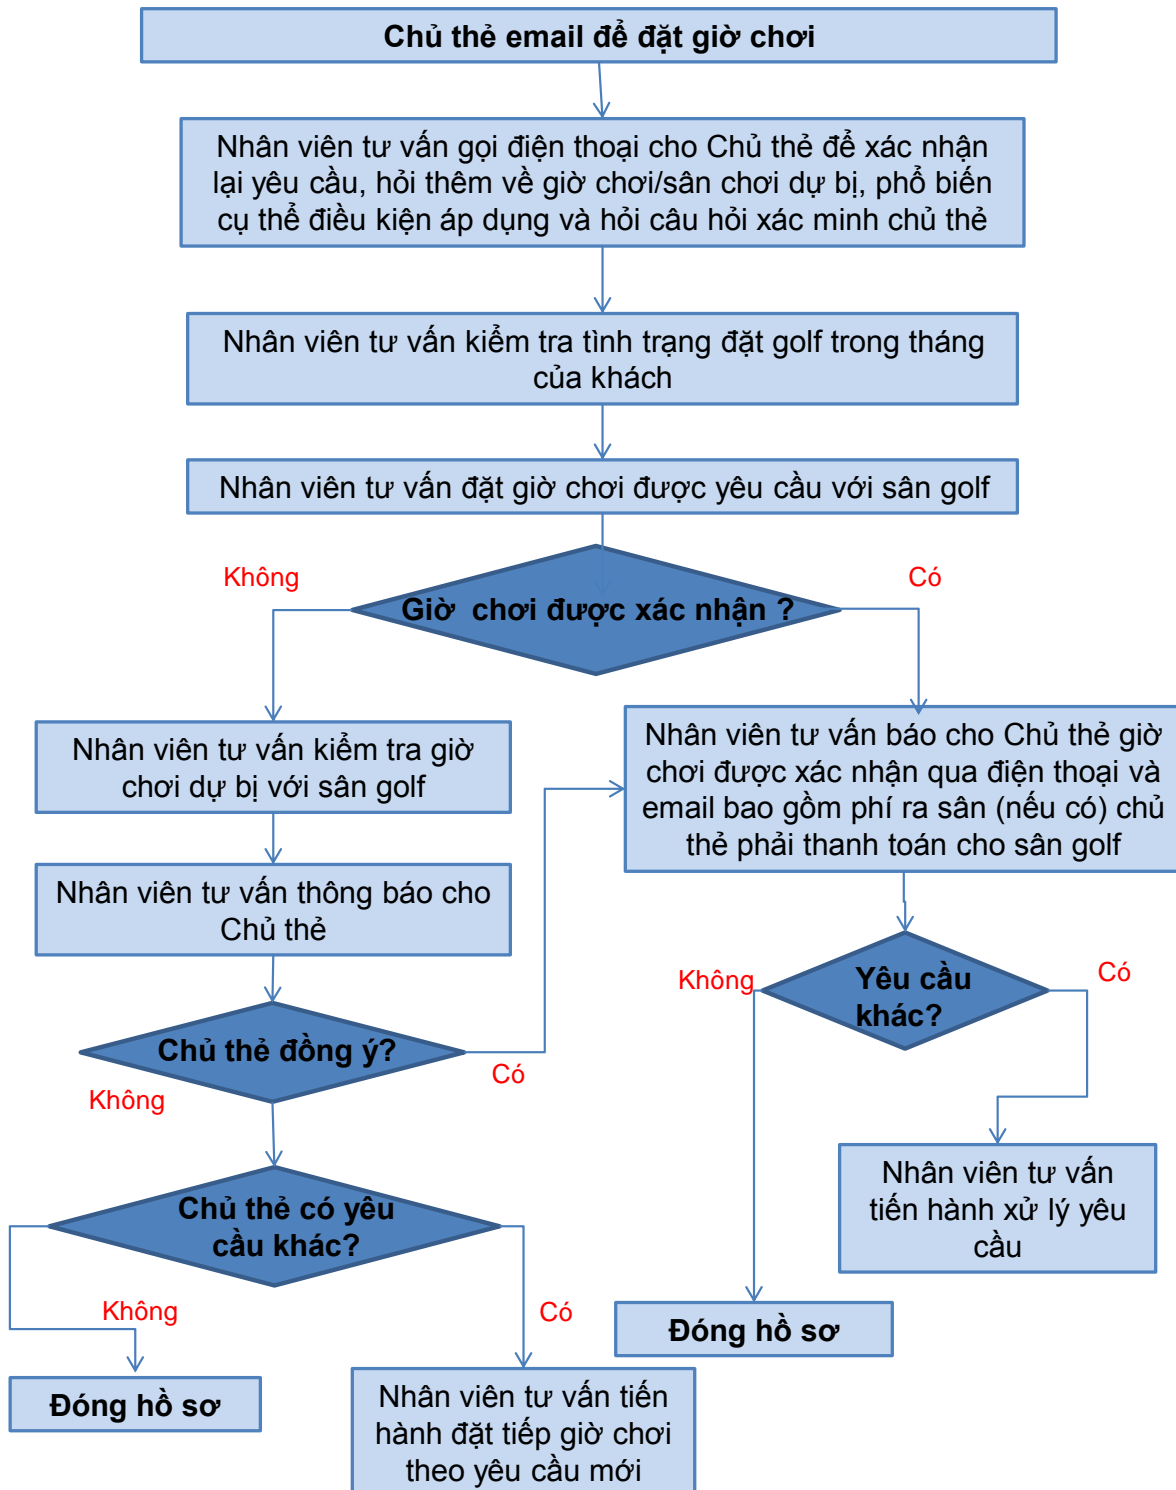 Chủ thẻ email để đặt giờ chơi
Nhân viên tư vấn gọi điện thoại cho Chủ thẻ để xác nhận
lại yêu cầu, hỏi thêm về giờ chơi/sân chơi dự bị, phổ biến
cụ thể điều kiện áp dụng và hỏi câu hỏi xác minh chủ thẻ
Nhân viên tư vấn kiểm tra tình trạng đặt golf trong tháng
của khách
Nhân viên tư vấn đặt giờ chơi được yêu cầu với sân golf
Không
Có
Giờ chơi được xác nhận ?
Nhân viên tư vấn kiểm tra giờ
chơi dự bị với sân golf
Nhân viên tư vấn báo cho Chủ thẻ giờ
chơi được xác nhận qua điện thoại và
email bao gồm phí ra sân (nếu có) chủ
thẻ phải thanh toán cho sân golf
Nhân viên tư vấn thông báo cho
Chủ thẻ
Không
Yêu cầu
khác?
Có
Chủ thẻ đồng ý?
Có
Không
Nhân viên tư vấn
tiến hành xử lý yêu
cầu
Chủ thẻ có yêu
cầu khác?
Không
Có
Đóng hồ sơ
Đóng hồ sơ
Nhân viên tư vấn tiến
hành đặt tiếp giờ chơi
theo yêu cầu mới